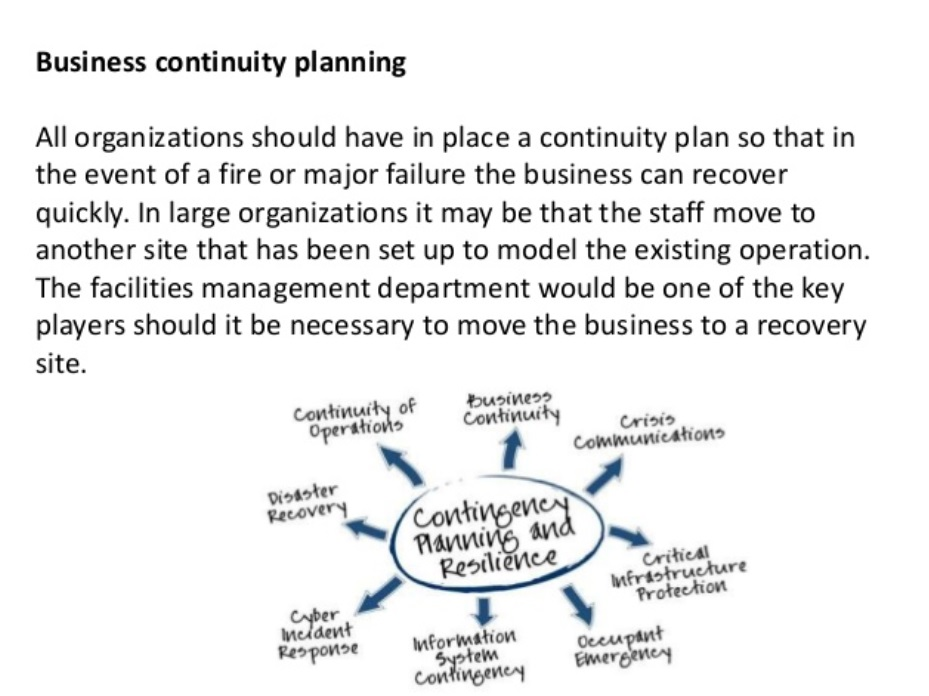 Business continuity planning
All organizations should have in place a continuity plan so that in
the event of a fire or major failure the business can recover
quickly. In large organizations it may be that the staff move to
another site that has been set up to model the existing operation.
The facilities management department would be one of the key
players should it be necessary to move the business to a recovery
site.
Continuity of
Operations
Business
Continuity
Crisis
Communications
Disaster
Recovery
Contingency
Planning and
Resilience
Critical
Infrastructure
Protection
Cyber
Incident
Response
Information
System
Contingency
Occupant
Emergency